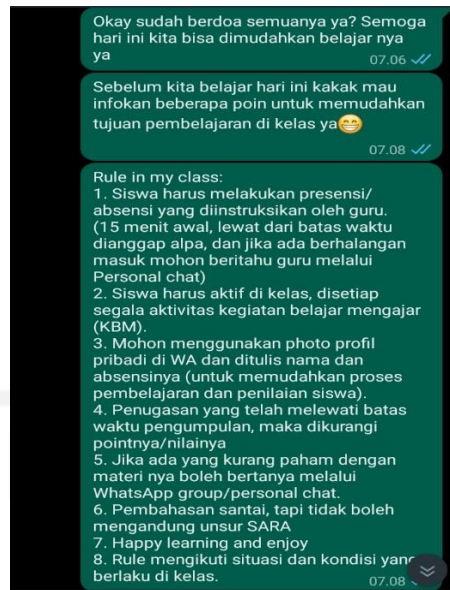 Okay sudah berdoa semuanya ya? Semoga
hari ini kita bisa dimudahkan belajar nya
ya
07.06
Sebelum kita belajar hari ini kakak mau
infokan beberapa poin untuk memudahkan
tujuan pembelajaran di kelas ya😁
07.08
Rule in my class:
1. Siswa harus melakukan presensi/
absensi yang diinstruksikan oleh guru.
(15 menit awal, lewat dari batas waktu
dianggap alpa, dan jika ada berhalangan
masuk mohon beritahu guru melalui
Personal chat)
2. Siswa harus aktif di kelas, disetiap
segala aktivitas kegiatan belajar mengajar
(KBM).
3. Mohon menggunakan photo profil
pribadi di WA dan ditulis nama dan
absensinya (untuk memudahkan proses
pembelajaran dan penilaian siswa).
4. Penugasan yang telah melewati batas
waktu pengumpulan, maka dikurangi
pointnya/nilainya
5. Jika ada yang kurang paham dengan
materi nya boleh bertanya melalui
WhatsApp group/personal chat.
6. Pembahasan santai, tapi tidak boleh
mengandung unsur SARA
7. Happy learning and enjoy
8. Rule mengikuti situasi dan kondisi yang
berlaku di kelas.
07.08